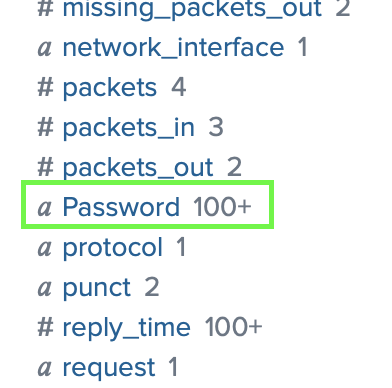 # missing_packets_out 2
a network_interface 1
# packets 4
# packets_in 3
# packets_out 2
a Password 100+
a protocol 1
a punct 2
# reply_time 100+
a request 1